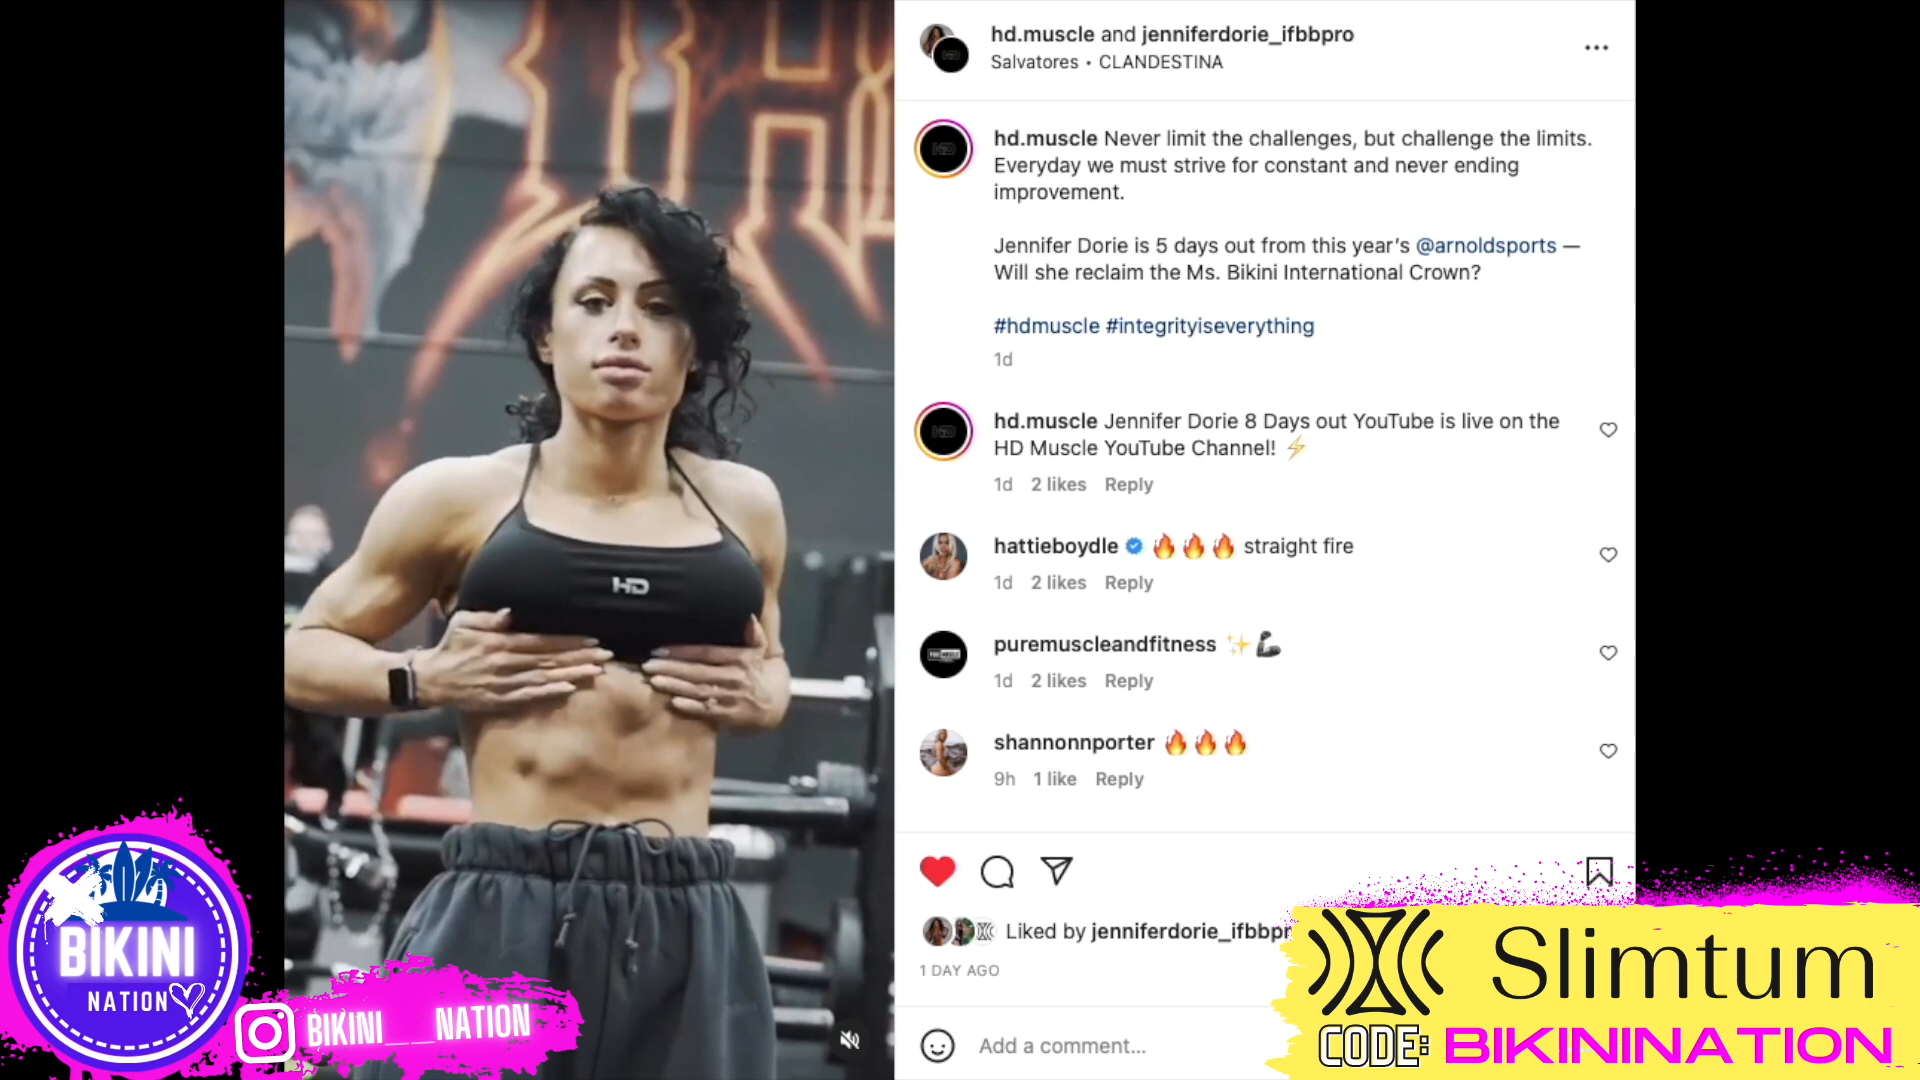 hd.muscle and jenniferdorie_ifbbpro
Salvatores • CLANDESTINA
hd.muscle Never limit the challenges, but challenge the limits.
Everyday we must strive for constant and never ending
improvement.
Jennifer Dorie is 5 days out from this year’s @arnoldsports —
Will she reclaim the Ms. Bikini International Crown?
#hdmuscle #integrityiseverything
1d
hd.muscle Jennifer Dorie 8 Days out YouTube is live on the
HD Muscle YouTube Channel! ⚡
1d 2 likes Reply
hattieboydle 🔥🔥🔥 straight fire
1d 2 likes Reply
puremuscleandfitness ✨💪🏿
1d 2 likes Reply
shannonnporter 🔥🔥🔥
9h 1 like Reply
Liked by jenniferdorie_ifbbpr
1 DAY AGO
Add a comment...
HD
BIKINI
NATION
BIKINI__NATION
Slimtum
CODE: BIKININATION